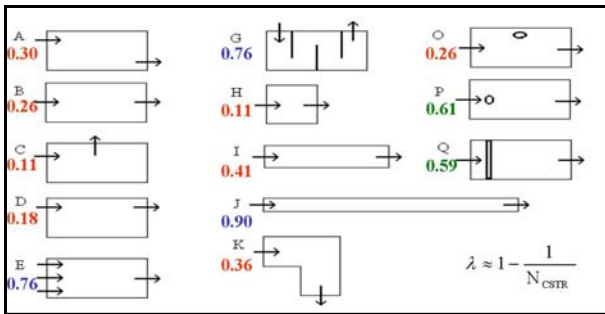 A
0.30
B
0.26
C
0.11
D
0.18
E
0.76
G
0.76
H
0.11
I
0.41
J
0.90
K
0.36
O
0.26
P
0.61
Q
0.59
λ ≈ 1 − 1/N_CSTR